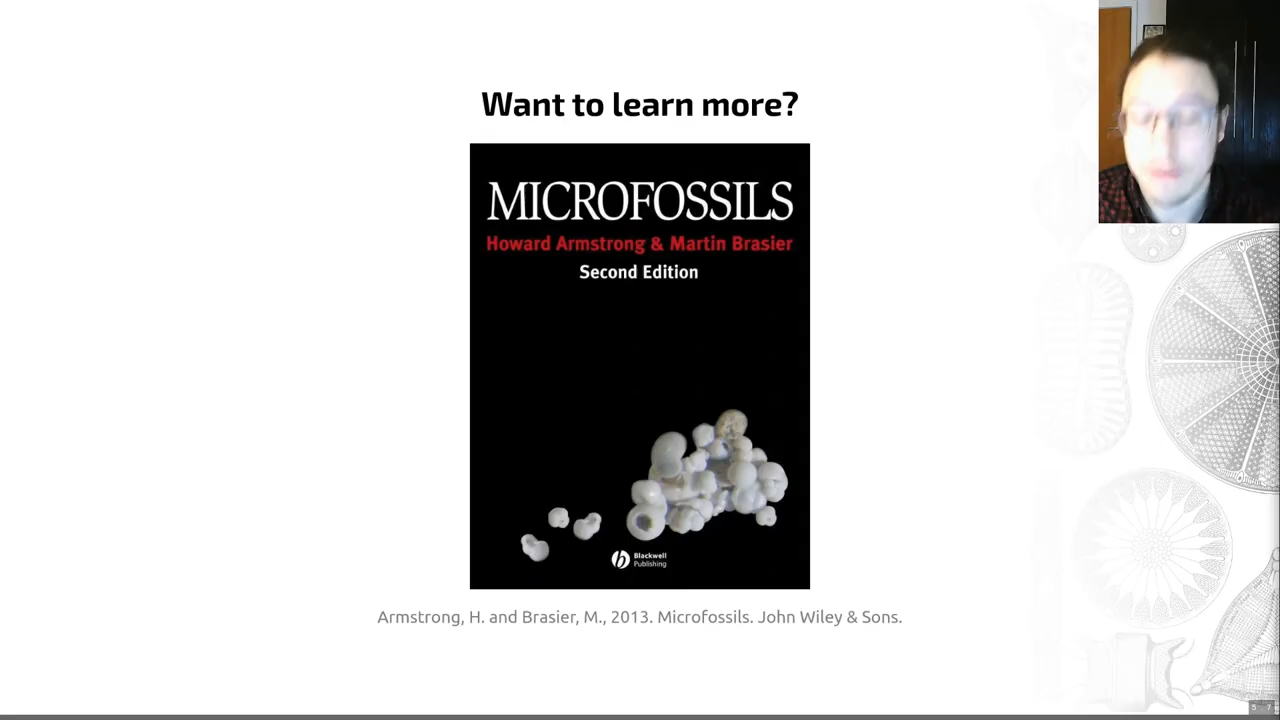 Want to learn more?
MICROFOSSILS
Howard Armstrong & Martin Brasier
Second Edition
b
Blackwell
Publishing
Armstrong, H. and Brasier, M., 2013. Microfossils. John Wiley & Sons.